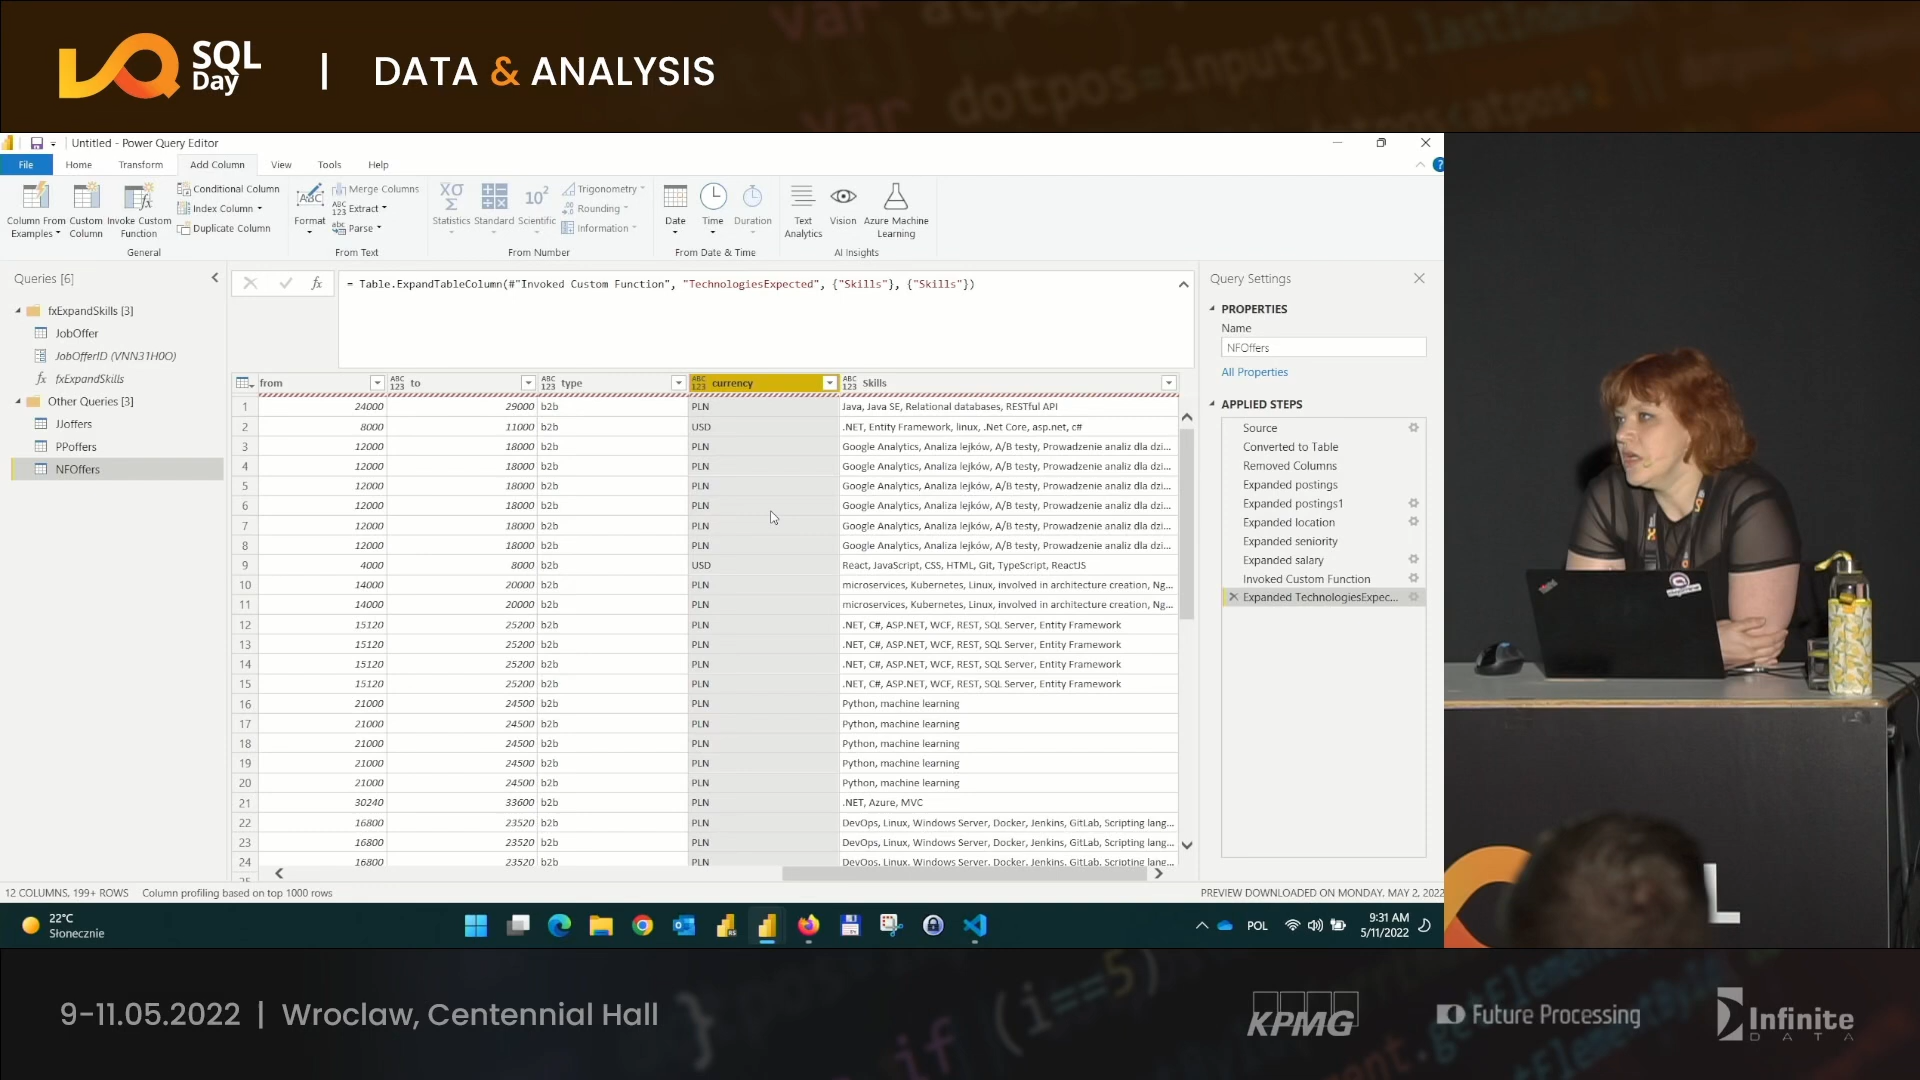 SQL
Day
| DATA & ANALYSIS
Untitled - Power Query Editor
File Home Transform Add Column View Tools Help
Column From Examples
Custom Column
Invoke Custom Function
Conditional Column
Index Column
Duplicate Column
General
Format
Merge Columns
Extract
Parse
From Text
Statistics
Standard
Scientific
Trigonometry
Rounding
Information
From Number
Date
Time
Duration
From Date & Time
Text Analytics
Vision
Azure Machine Learning
AI Insights
Queries [6]
fxExpandSkills [3]
JobOffer
JobOfferID (VNN31H0O)
fxExpandSkills
Other Queries [3]
JJoffers
PPoffers
NFOffers
= Table.ExpandTableColumn(#"Invoked Custom Function", "TechnologiesExpected", {"Skills"}, {"Skills"})
from to type currency Skills
1 24000 29000 b2b PLN Java, Java SE, Relational databases, RESTful API
2 8000 11000 b2b USD .NET, Entity Framework, linux, .Net Core, asp.net, c#
3 12000 18000 b2b PLN Google Analytics, Analiza lejków, A/B testy, Prowadzenie analiz dla dzi...
4 12000 18000 b2b PLN Google Analytics, Analiza lejków, A/B testy, Prowadzenie analiz dla dzi...
5 12000 18000 b2b PLN Google Analytics, Analiza lejków, A/B testy, Prowadzenie analiz dla dzi...
6 12000 18000 b2b PLN Google Analytics, Analiza lejków, A/B testy, Prowadzenie analiz dla dzi...
7 12000 18000 b2b PLN Google Analytics, Analiza lejków, A/B testy, Prowadzenie analiz dla dzi...
8 12000 18000 b2b PLN Google Analytics, Analiza lejków, A/B testy, Prowadzenie analiz dla dzi...
9 4000 8000 b2b USD React, JavaScript, CSS, HTML, Git, TypeScript, ReactJS
10 14000 20000 b2b PLN microservices, Kubernetes, Linux, involved in architecture creation, Ng...
11 14000 20000 b2b PLN microservices, Kubernetes, Linux, involved in architecture creation, Ng...
12 15120 25200 b2b PLN .NET, C#, ASP.NET, WCF, REST, SQL Server, Entity Framework
13 15120 25200 b2b PLN .NET, C#, ASP.NET, WCF, REST, SQL Server, Entity Framework
14 15120 25200 b2b PLN .NET, C#, ASP.NET, WCF, REST, SQL Server, Entity Framework
15 15120 25200 b2b PLN .NET, C#, ASP.NET, WCF, REST, SQL Server, Entity Framework
16 21000 24500 b2b PLN Python, machine learning
17 21000 24500 b2b PLN Python, machine learning
18 21000 24500 b2b PLN Python, machine learning
19 21000 24500 b2b PLN Python, machine learning
20 21000 24500 b2b PLN Python, machine learning
21 30240 33600 b2b PLN .NET, Azure, MVC
22 16800 23520 b2b PLN DevOps, Linux, Windows Server, Docker, Jenkins, GitLab, Scripting lang...
23 16800 23520 b2b PLN DevOps, Linux, Windows Server, Docker, Jenkins, GitLab, Scripting lang...
24 16800 23520 b2b PLN DevOps, Linux, Windows Server, Docker, Jenkins, GitLab, Scripting lang...
Query Settings
PROPERTIES
Name
NFOffers
All Properties
APPLIED STEPS
Source
Converted to Table
Removed Columns
Expanded postings
Expanded postings1
Expanded location
Expanded seniority
Expanded salary
Invoked Custom Function
Expanded TechnologiesExpec...
12 COLUMNS, 199+ ROWS Column profiling based on top 1000 rows
PREVIEW DOWNLOADED ON MONDAY, MAY 2, 2022
22°C
Słonecznie
POL
9:31 AM
5/11/2022
9-11.05.2022 | Wroclaw, Centennial Hall
KPMG
Future Processing
Infinite
DATA